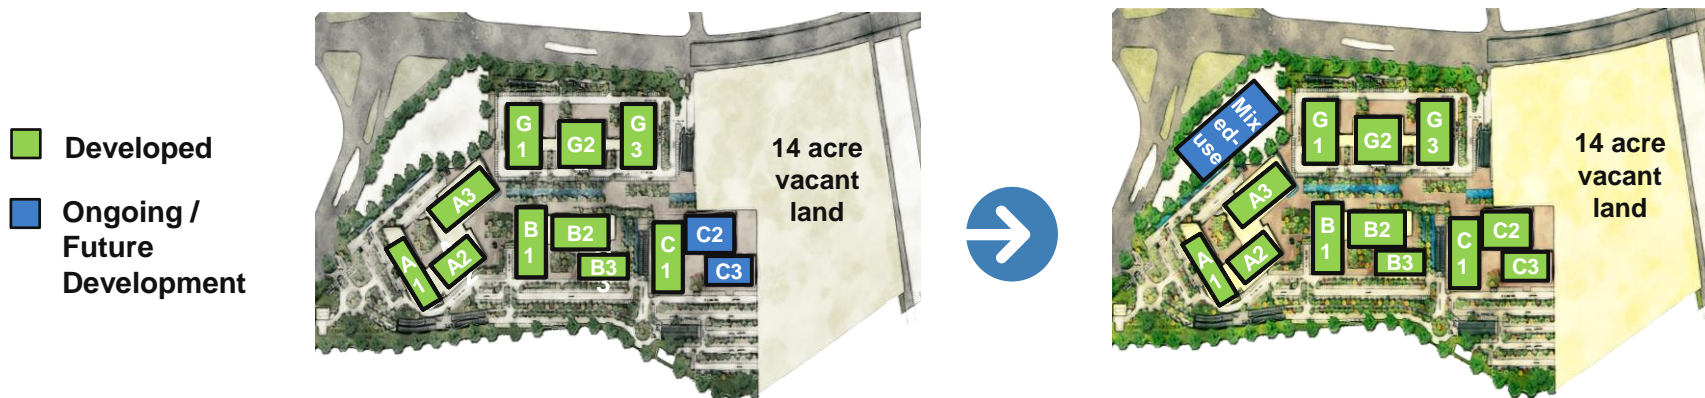 Developed
Ongoing /
Future
Development
G
1
G2
G
3
A3
A
1
A2
B
1
B2
B3
3
C
1
C2
C3
14 acre
vacant
land
Mix
ed-
use
G
1
G2
G
3
A3
A
1
A2
B
1
B2
B3
C
1
C2
C3
14 acre
vacant
land